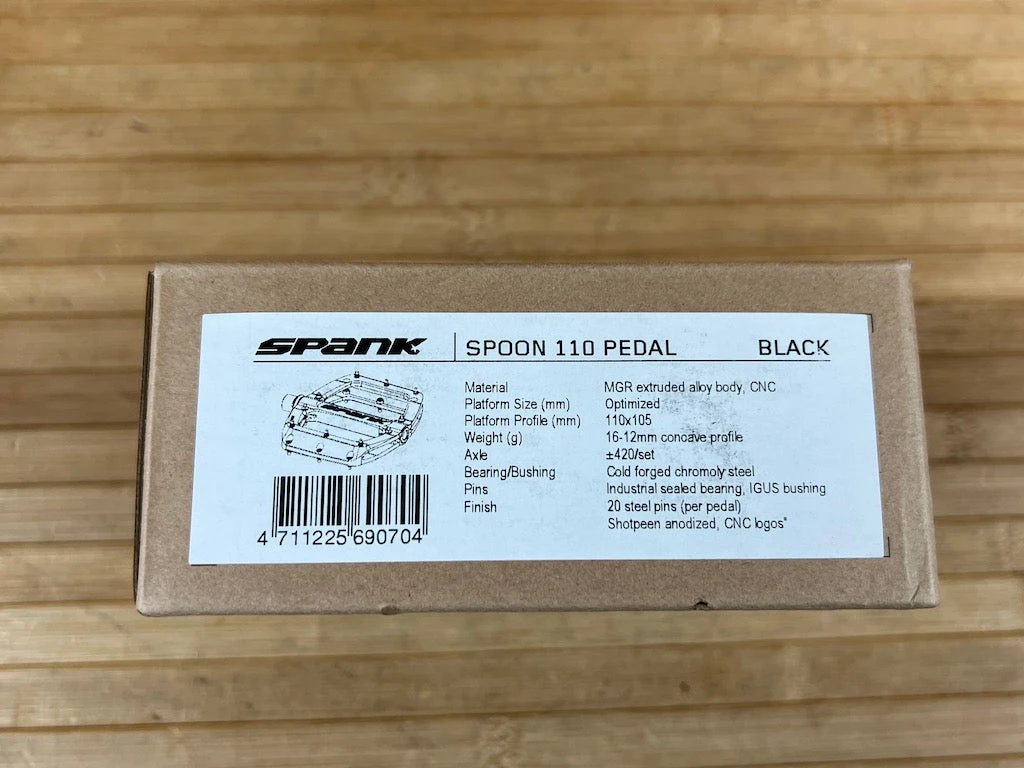 SPANK SPOON 110 PEDAL BLACK
Material MGR extruded alloy body, CNC
Platform Size (mm) Optimized
Platform Profile (mm) 110x105
Weight (g) 16-12mm concave profile
Axle ±420/set
Bearing/Bushing Cold forged chromoly steel
Pins Industrial sealed bearing, IGUS bushing
Finish 20 steel pins (per pedal)
Shotpeen anodized, CNC logos"
4 711225 690704